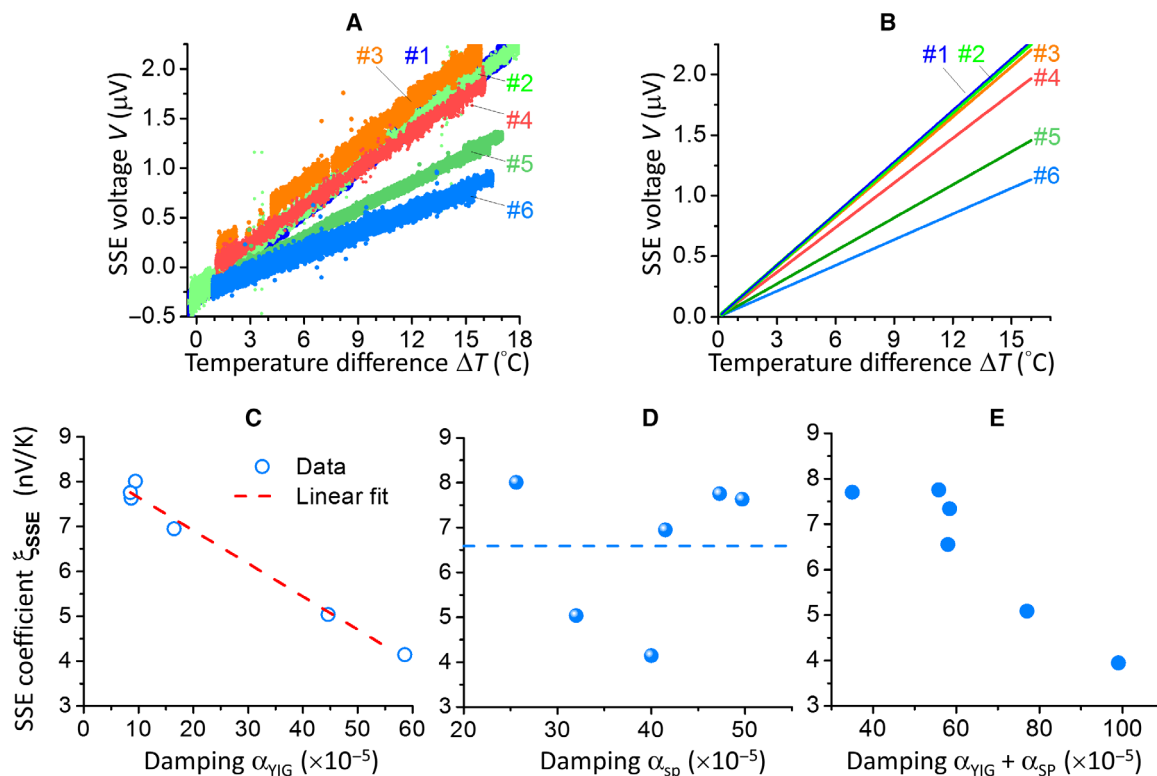 A
B
#3
#1
#2
#4
#5
#6
2.0
1.5
1.0
0.5
0.0
–0.5
SSE voltage V (μV)
0 3 6 9 12 15 18
Temperature difference ΔT (°C)
#1
#2
#3
#4
#5
#6
2.0
1.5
1.0
0.5
0.0
SSE voltage V (μV)
0 3 6 9 12 15
Temperature difference ΔT (°C)
C
D
E
SSE coefficient ξSSE (nV/K)
9
8
7
6
5
4
3
Data
Linear fit
0 10 20 30 40 50 60
Damping αYIG (×10⁻⁵)
9
8
7
6
5
4
3
20 30 40 50
Damping αsp (×10⁻⁵)
9
8
7
6
5
4
3
40 60 80 100
Damping αYIG + αSP (×10⁻⁵)